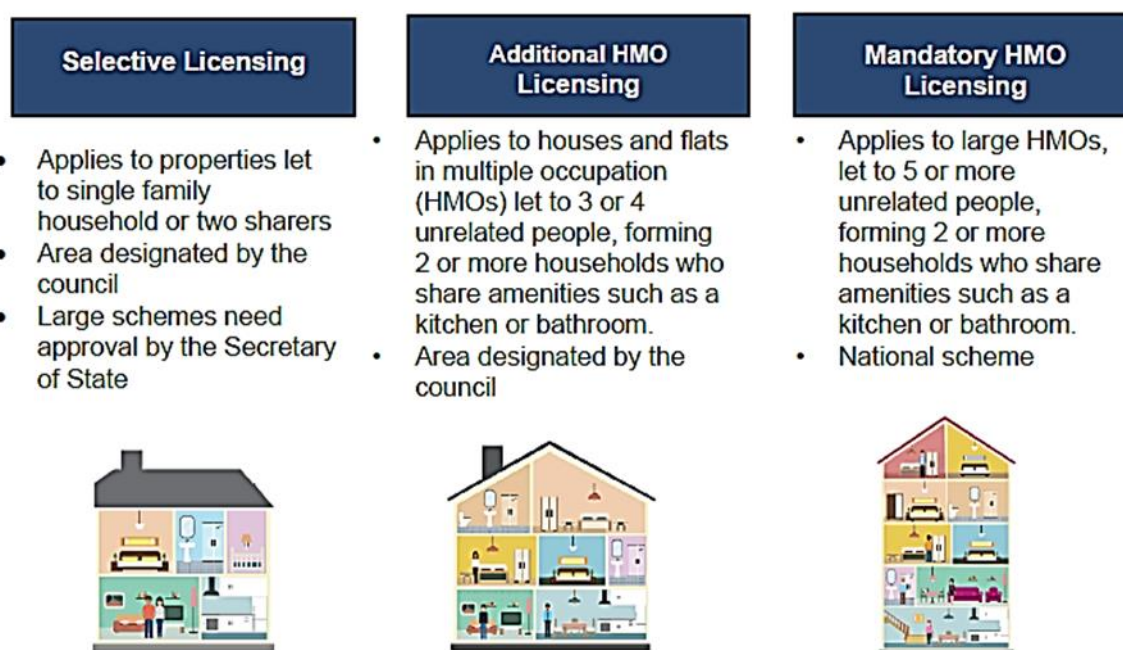 Selective Licensing
• Applies to properties let
to single family
household or two sharers
• Area designated by the
council
• Large schemes need
approval by the Secretary
of State
Additional HMO
Licensing
• Applies to houses and flats
in multiple occupation
(HMOs) let to 3 or 4
unrelated people, forming
2 or more households who
share amenities such as a
kitchen or bathroom.
• Area designated by the
council
Mandatory HMO
Licensing
• Applies to large HMOs,
let to 5 or more
unrelated people,
forming 2 or more
households who share
amenities such as a
kitchen or bathroom.
• National scheme